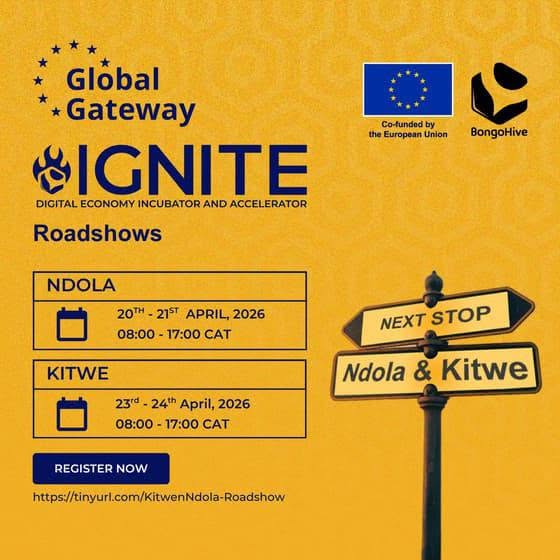 Global
Gateway
Co-funded by
the European Union
BongoHive
IGNITE
DIGITAL ECONOMY INCUBATOR AND ACCELERATOR
Roadshows
NDOLA
20TH - 21ST APRIL, 2026
08:00 - 17:00 CAT
KITWE
23rd - 24th April, 2026
08:00 - 17:00 CAT
NEXT STOP
Ndola & Kitwe
REGISTER NOW
https://tinyurl.com/KitwenNdola-Roadshow